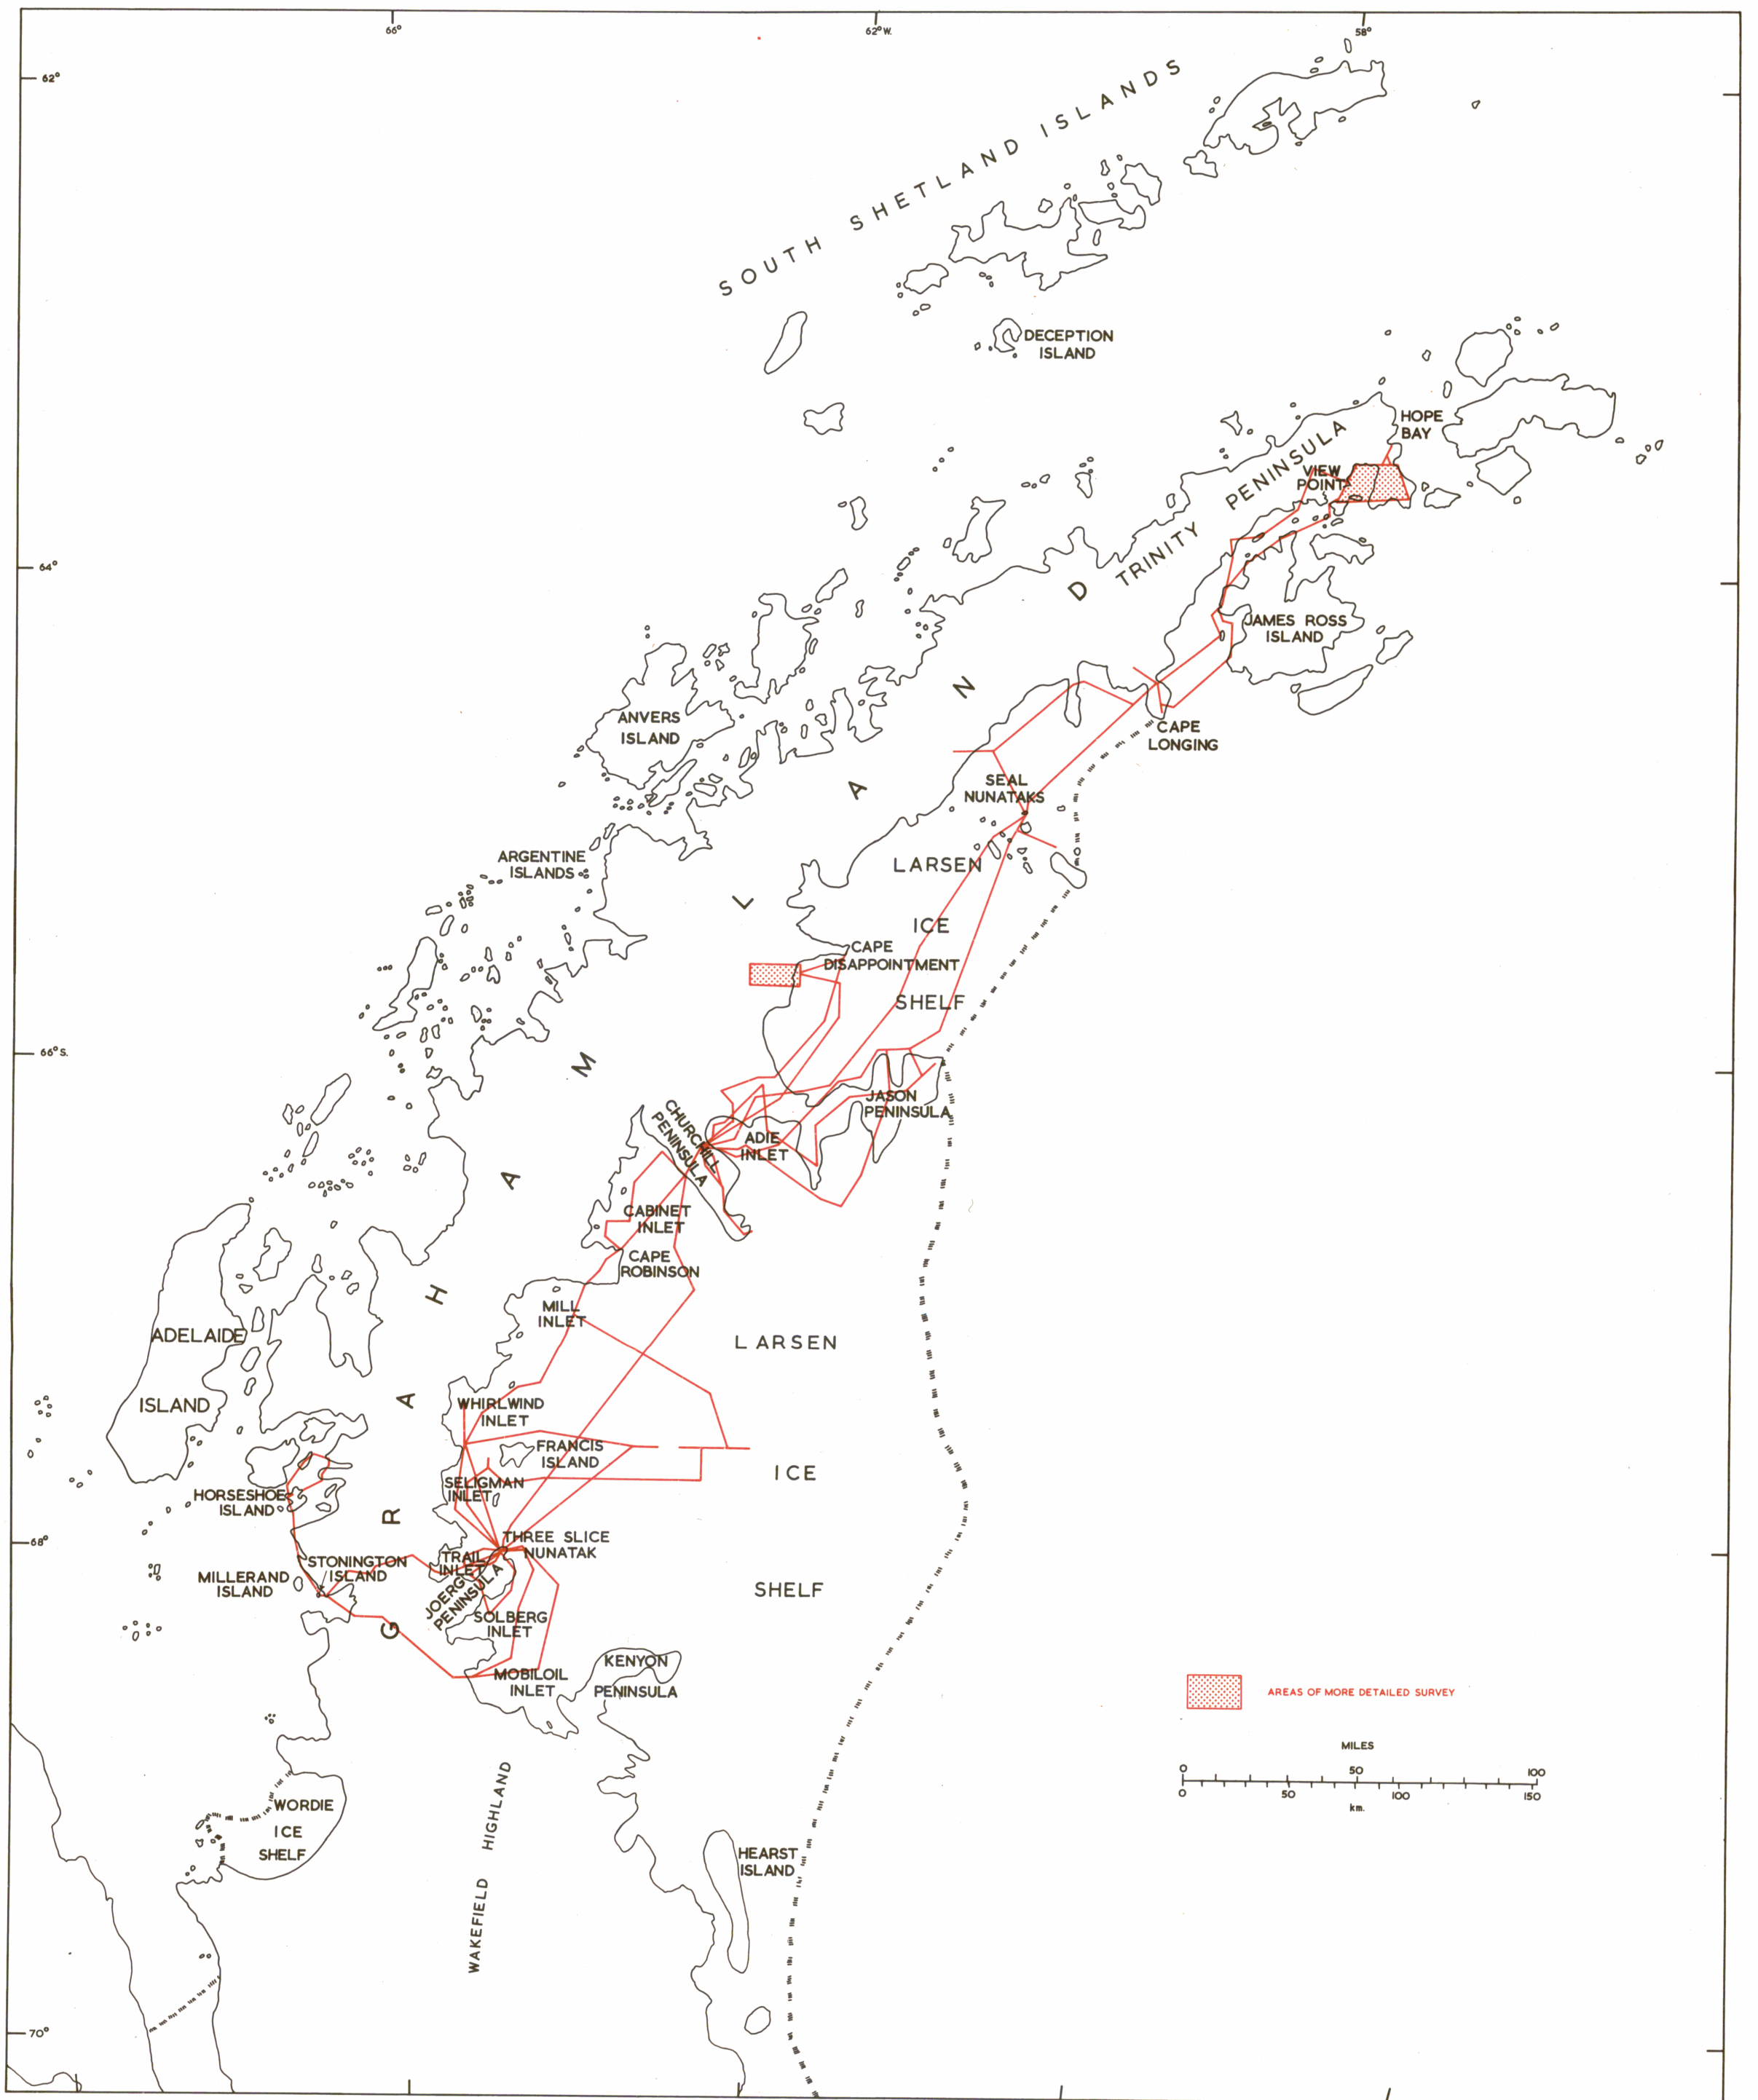 66°
62°W.
58°
62°
SOUTH SHETLAND ISLANDS
DECEPTION
ISLAND
HOPE
BAY
TRINITY PENINSULA
VIEW
POINT
64°
JAMES ROSS
ISLAND
ANVERS
ISLAND
CAPE
LONGING
SEAL
NUNATAKS
ARGENTINE
ISLANDS
LARSEN
ICE
SHELF
CAPE
DISAPPOINTMENT
66°S.
JASON
PENINSULA
CHURCHILL
PENINSULA
ADIE
INLET
CABINET
INLET
CAPE
ROBINSON
MILL
INLET
ADELAIDE
ISLAND
LARSEN
ICE
SHELF
WHIRLWIND
INLET
FRANCIS
ISLAND
SELIGMAN
INLET
HORSESHOE
ISLAND
68°
THREE SLICE
NUNATAK
TRAIL
INLET
STONINGTON
ISLAND
MILLERAND
ISLAND
JOERG
PENINSULA
SOLBERG
INLET
MOBILOIL
INLET
KENYON
PENINSULA
GRAHAM LAND
AREAS OF MORE DETAILED SURVEY
MILES
0 50 100
0 50 100 150
km.
WORDIE
ICE
SHELF
WAKEFIELD HIGHLAND
HEARST
ISLAND
70°